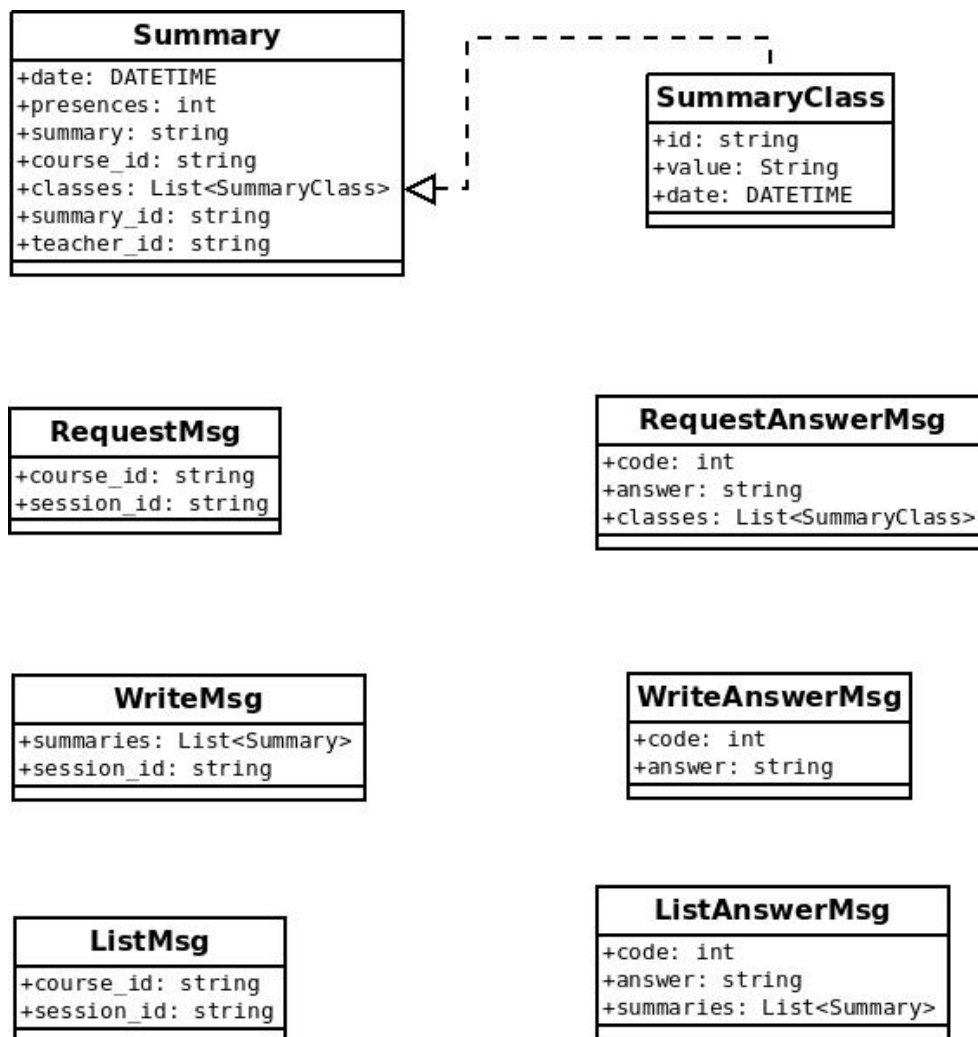 Summary
+date: DATETIME
+presences: int
+summary: string
+course_id: string
+classes: List<SummaryClass>
+summary_id: string
+teacher_id: string
SummaryClass
+id: string
+value: String
+date: DATETIME
RequestMsg
+course_id: string
+session_id: string
RequestAnswerMsg
+code: int
+answer: string
+classes: List<SummaryClass>
WriteMsg
+summaries: List<Summary>
+session_id: string
WriteAnswerMsg
+code: int
+answer: string
ListMsg
+course_id: string
+session_id: string
ListAnswerMsg
+code: int
+answer: string
+summaries: List<Summary>